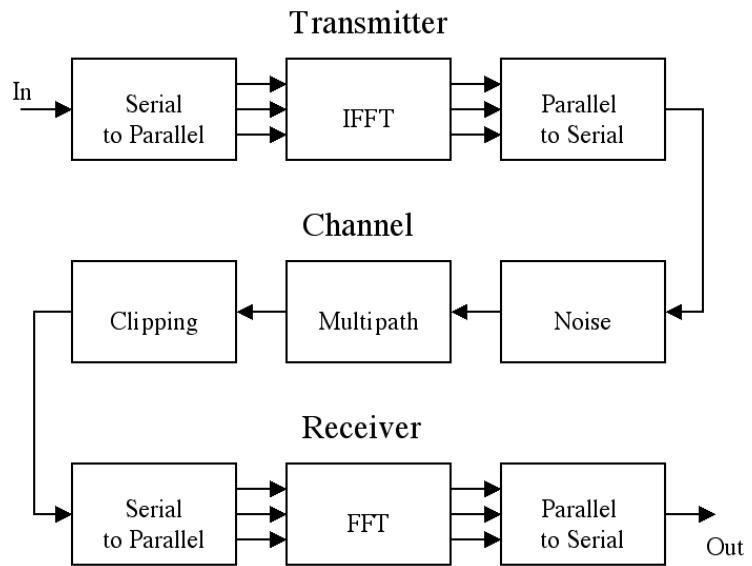 Transmitter
In
Serial
to Parallel
IFFT
Parallel
to Serial
Channel
Clipping
Multipath
Noise
Receiver
Serial
to Parallel
FFT
Parallel
to Serial
Out